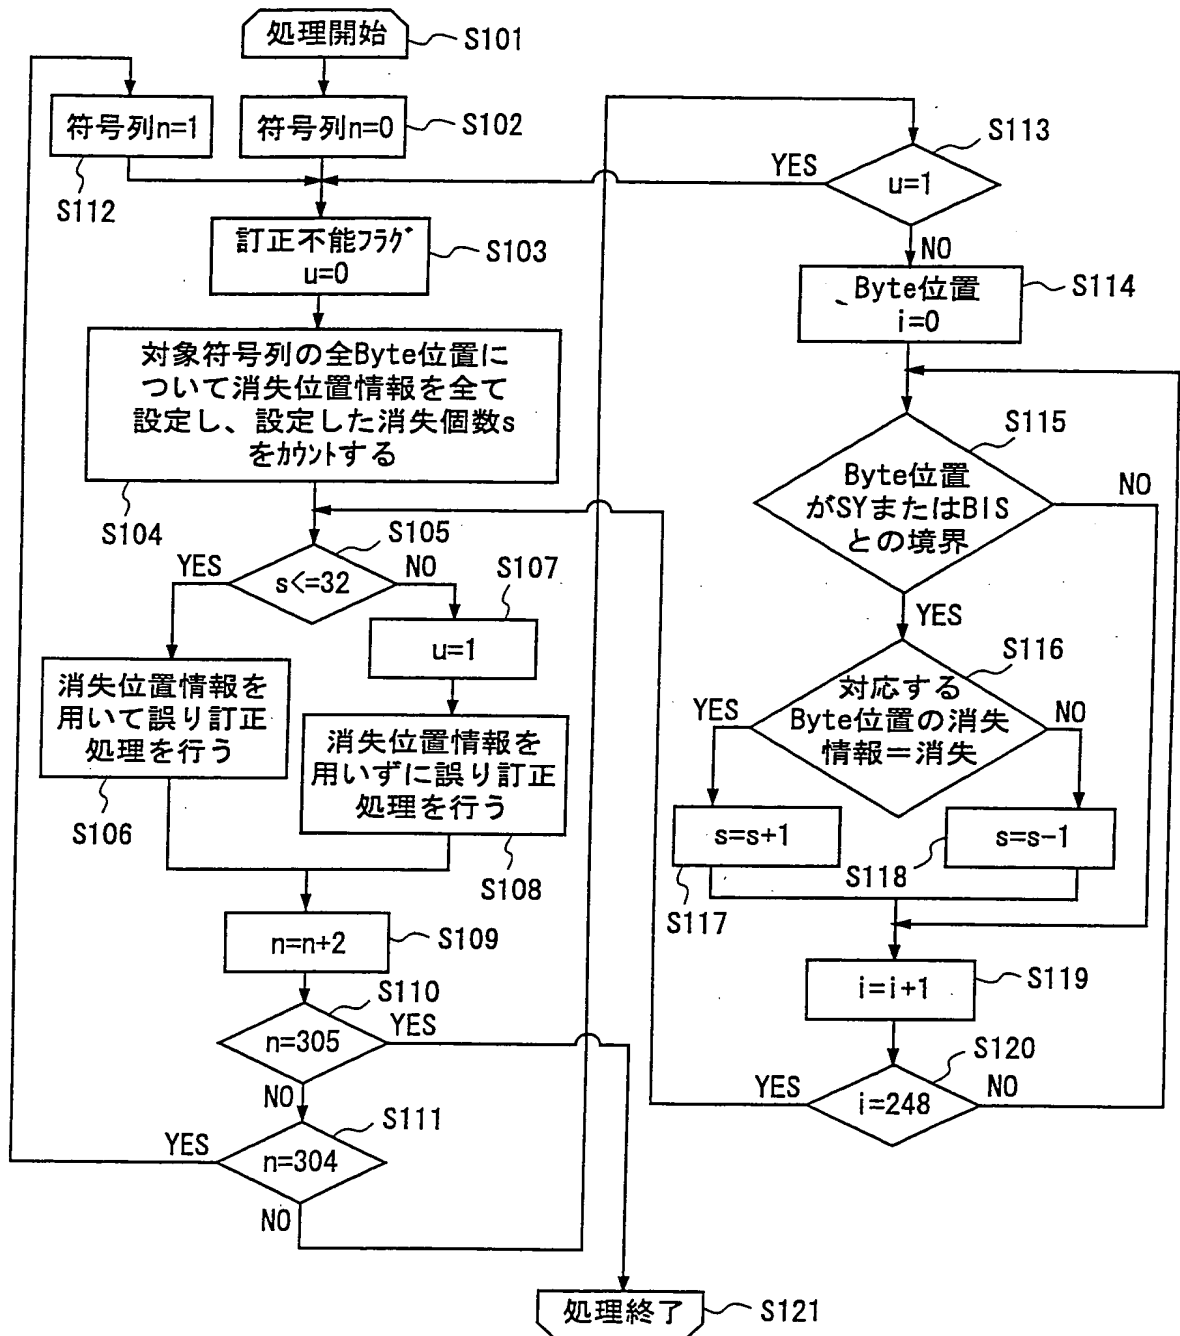 処理開始
S101
符号列n=1
S112
符号列n=0
S102
訂正不能フラグ
u=0
S103
対象符号列の全Byte位置に
ついて消失位置情報を全て
設定し、設定した消失個数s
をカウントする
S104
S105
s<=32
YES
NO
S107
u=1
消失位置情報を
用いて誤り訂正
処理を行う
S106
消失位置情報を
用いずに誤り訂正
処理を行う
S108
n=n+2
S109
S110
n=305
YES
NO
S111
n=304
YES
NO
S113
u=1
YES
NO
Byte位置
i=0
S114
S115
Byte位置
がSYまたはBIS
との境界
NO
YES
S116
対応する
Byte位置の消失
情報=消失
YES
NO
s=s+1
S117
s=s-1
S118
i=i+1
S119
S120
i=248
YES
NO
処理終了
S121